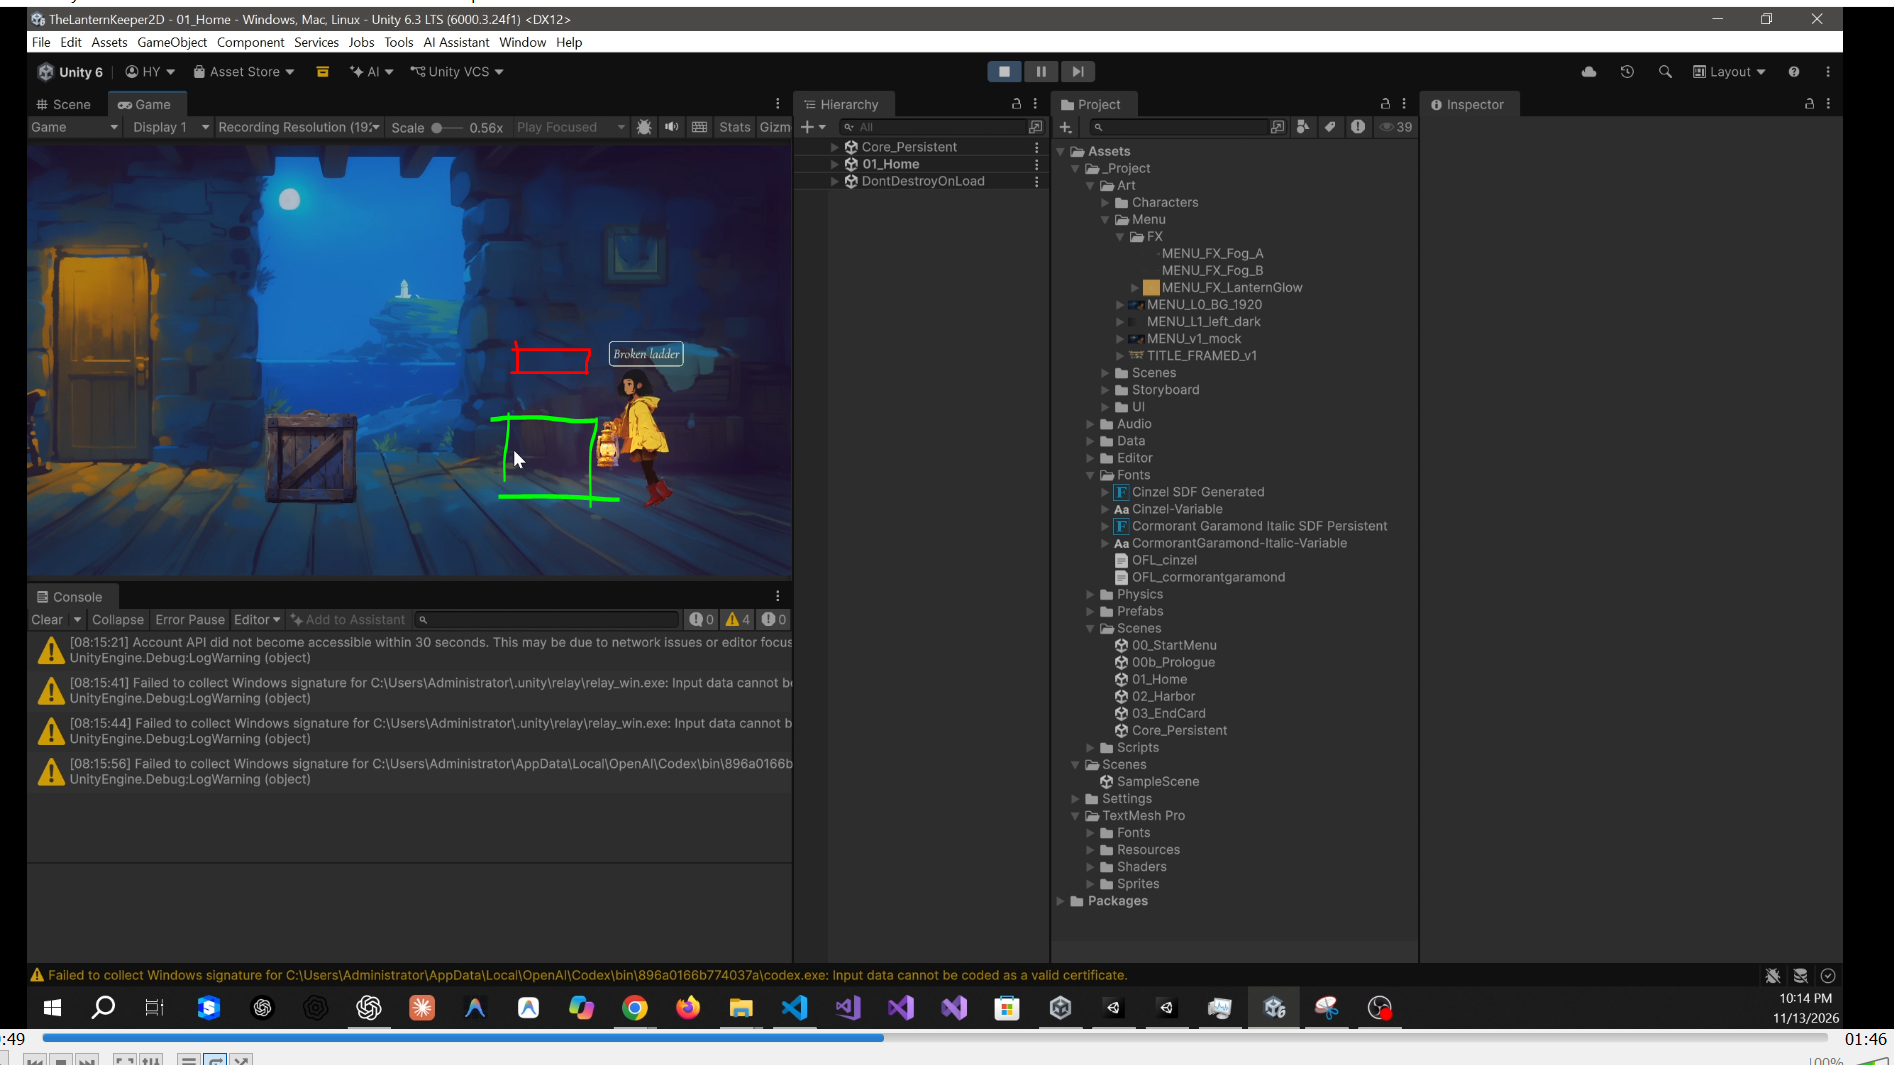 TheLanternKeeper2D - 01_Home - Windows, Mac, Linux - Unity 6.3 LTS (6000.3.24f1) <DX12>
File Edit Assets GameObject Component Services Jobs Tools AI Assistant Window Help
Unity 6 HY Asset Store AI Unity VCS Layout
Scene Game Hierarchy Project Inspector
Game Display 1 Recording Resolution (192 Scale 0.56x Play Focused Stats Gizm All 39
Core_Persistent
01_Home
DontDestroyOnLoad
Assets
_Project
Art
Characters
Menu
FX
MENU_FX_Fog_A
MENU_FX_Fog_B
MENU_FX_LanternGlow
MENU_L0_BG_1920
MENU_L1_left_dark
MENU_v1_mock
TITLE_FRAMED_v1
Scenes
Storyboard
UI
Audio
Data
Editor
Fonts
Cinzel SDF Generated
Cinzel-Variable
Cormorant Garamond Italic SDF Persistent
CormorantGaramond-Italic-Variable
OFL_cinzel
OFL_cormorantgaramond
Physics
Prefabs
Scenes
00_StartMenu
00b_Prologue
01_Home
02_Harbor
03_EndCard
Core_Persistent
Scripts
Scenes
SampleScene
Settings
TextMesh Pro
Fonts
Resources
Shaders
Sprites
Packages
Broken ladder
Console
Clear Collapse Error Pause Editor Add to Assistant 0 4 0
[08:15:21] Account API did not become accessible within 30 seconds. This may be due to network issues or editor focus
UnityEngine.Debug:LogWarning (object)
[08:15:41] Failed to collect Windows signature for C:\Users\Administrator\.unity\relay\relay_win.exe: Input data cannot be
UnityEngine.Debug:LogWarning (object)
[08:15:44] Failed to collect Windows signature for C:\Users\Administrator\.unity\relay\relay_win.exe: Input data cannot b
UnityEngine.Debug:LogWarning (object)
[08:15:56] Failed to collect Windows signature for C:\Users\Administrator\AppData\Local\OpenAI\Codex\bin\896a0166b
UnityEngine.Debug:LogWarning (object)
Failed to collect Windows signature for C:\Users\Administrator\AppData\Local\OpenAI\Codex\bin\896a0166b774037a\codex.exe: Input data cannot be coded as a valid certificate.
10:14 PM
11/13/2026
:49 01:46
100%